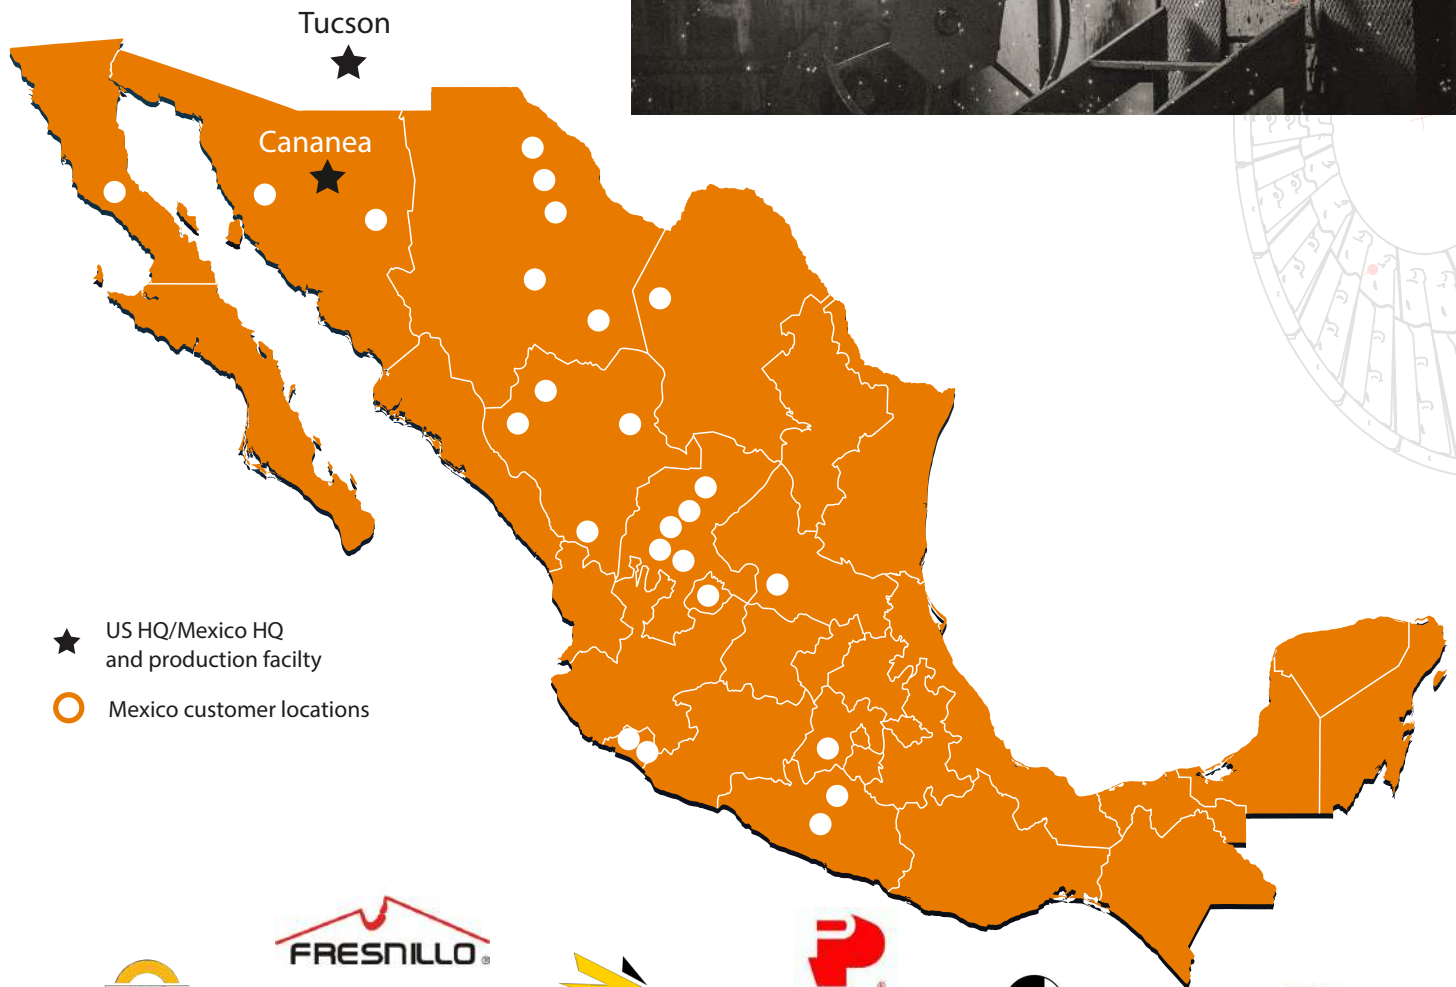 Tucson
Cananea
US HQ/Mexico HQ
and production facilty
Mexico customer locations
FRESNILLO